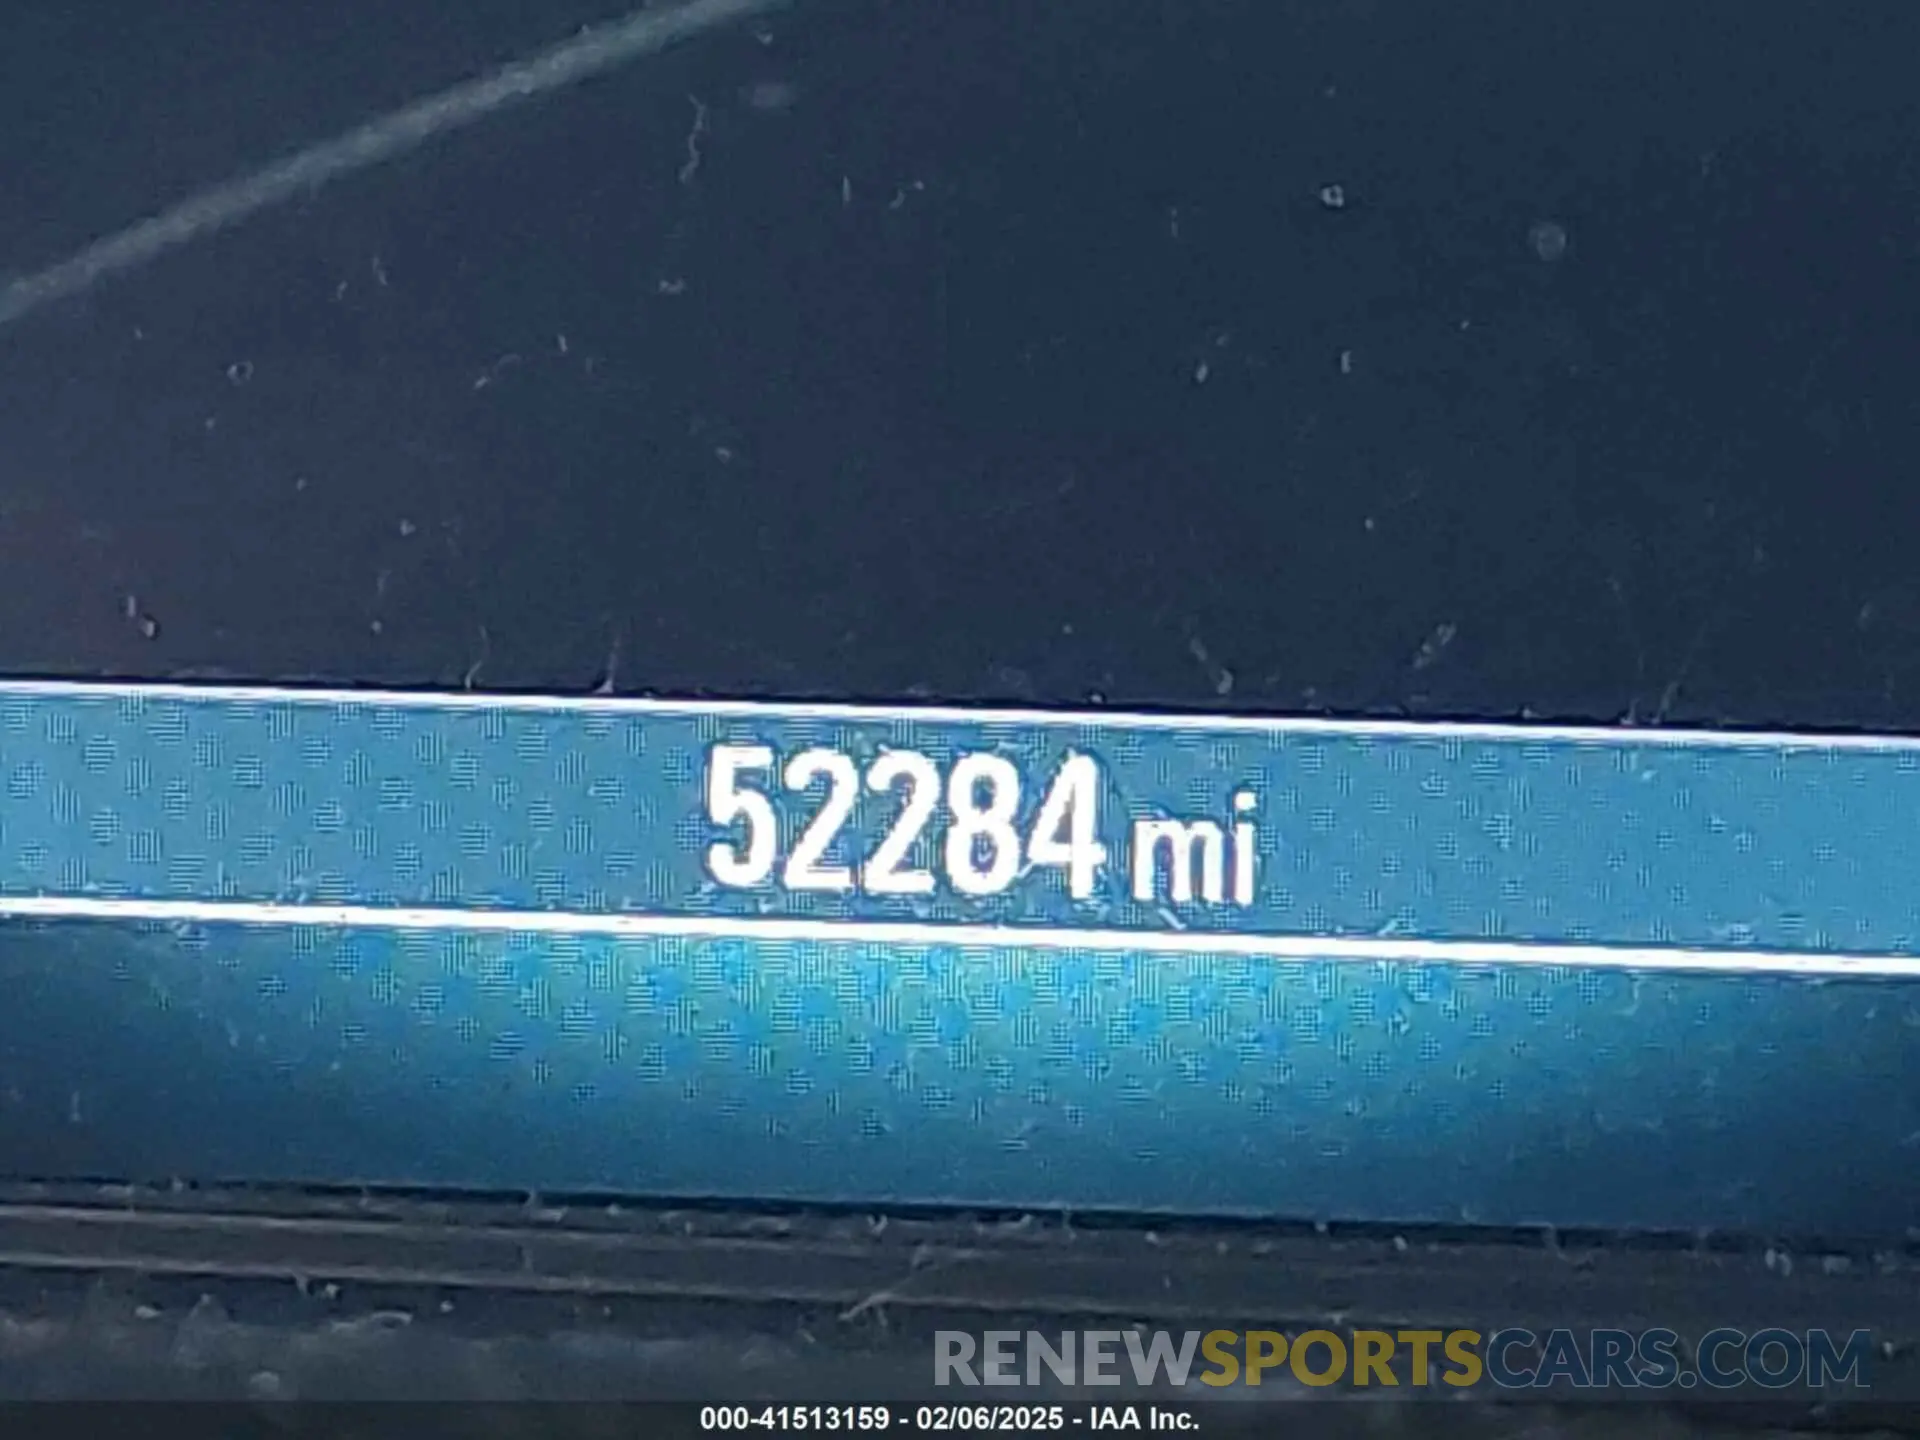 52284 mi
RENEWSPORTSCARS.COM
000-41513159 - 02/06/2025 - IAA Inc.